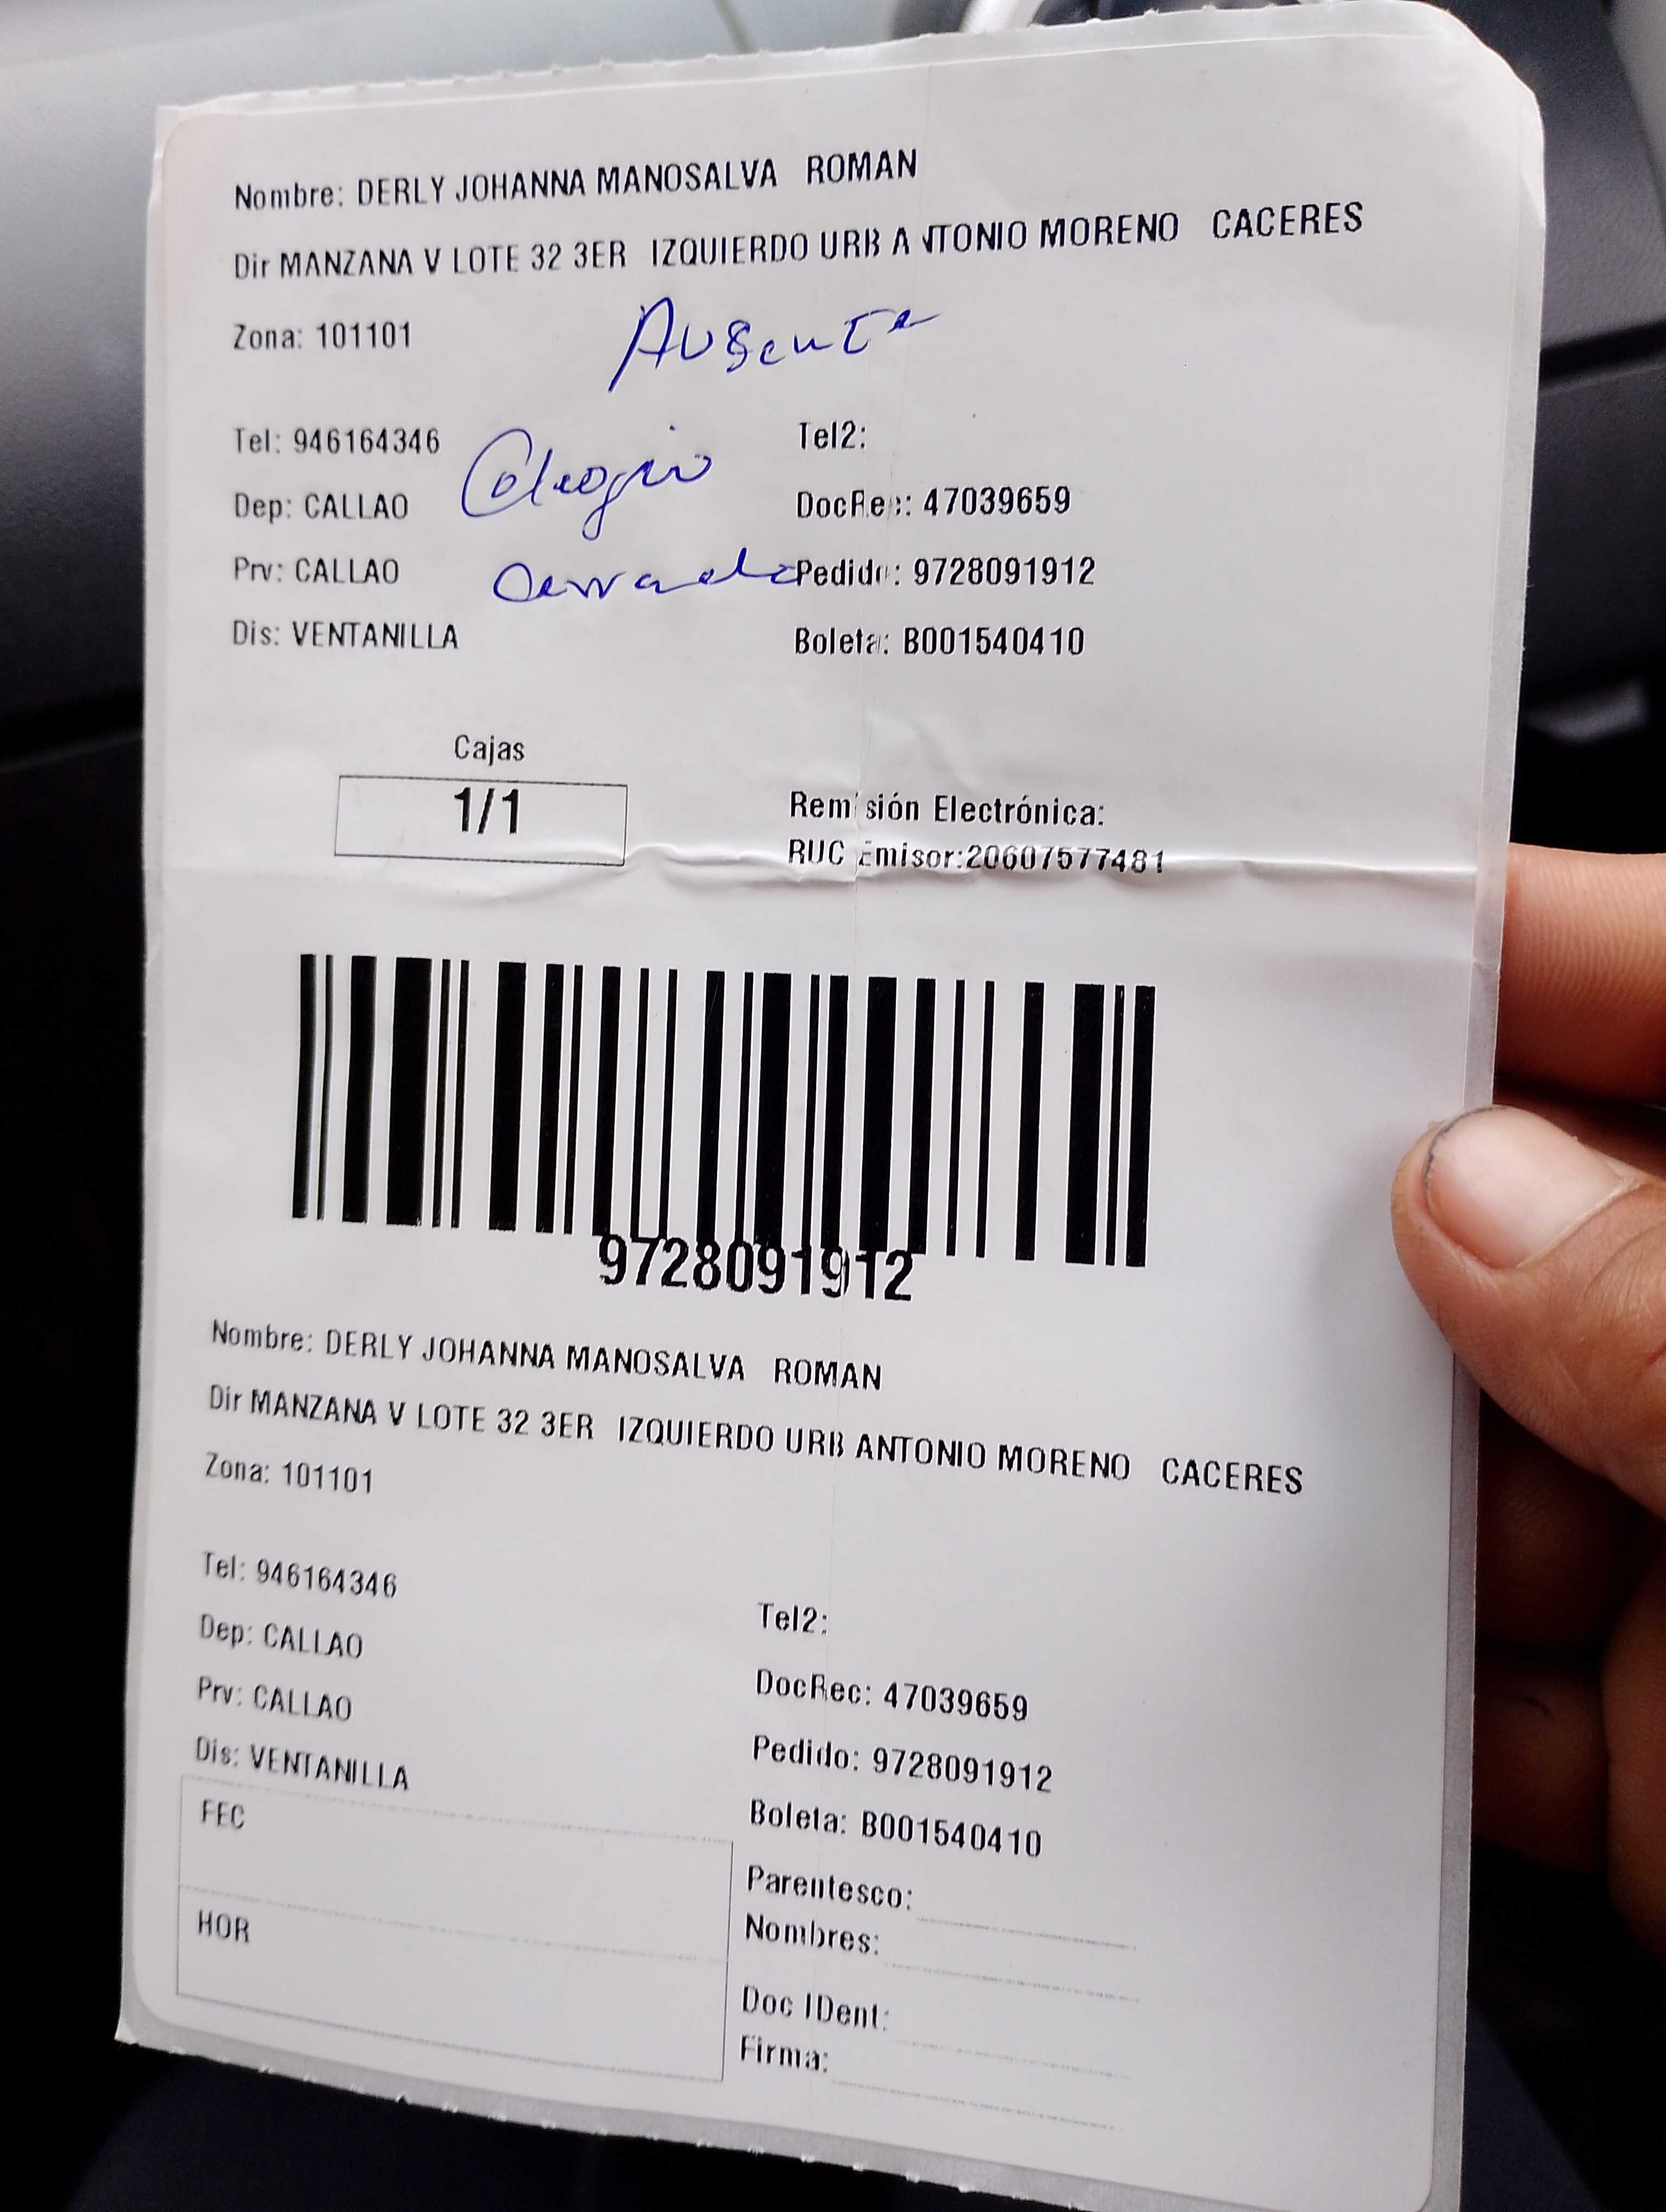 Nombre: DERLY JOHANNA MANOSALVA ROMAN
Dir MANZANA V LOTE 32 3ER IZQUIERDO URB ANTONIO MORENO CACERES
Zona: 101101
Ausente
Tel: 946164346
Tel2:
Colegio
Dep: CALLAO
DocRec: 47039659
Prv: CALLAO
cerrado
Pedido: 9728091912
Dis: VENTANILLA
Boleta: B001540410
Cajas
1/1
Remisión Electrónica:
RUC Emisor:20607577481
9728091912
Nombre: DERLY JOHANNA MANOSALVA ROMAN
Dir MANZANA V LOTE 32 3ER IZQUIERDO URB ANTONIO MORENO CACERES
Zona: 101101
Tel: 946164346
Tel2:
Dep: CALLAO
DocRec: 47039659
Prv: CALLAO
Pedido: 9728091912
Dis: VENTANILLA
Boleta: B001540410
FEC
Parentesco:
HOR
Nombres:
Doc IDent:
Firma: